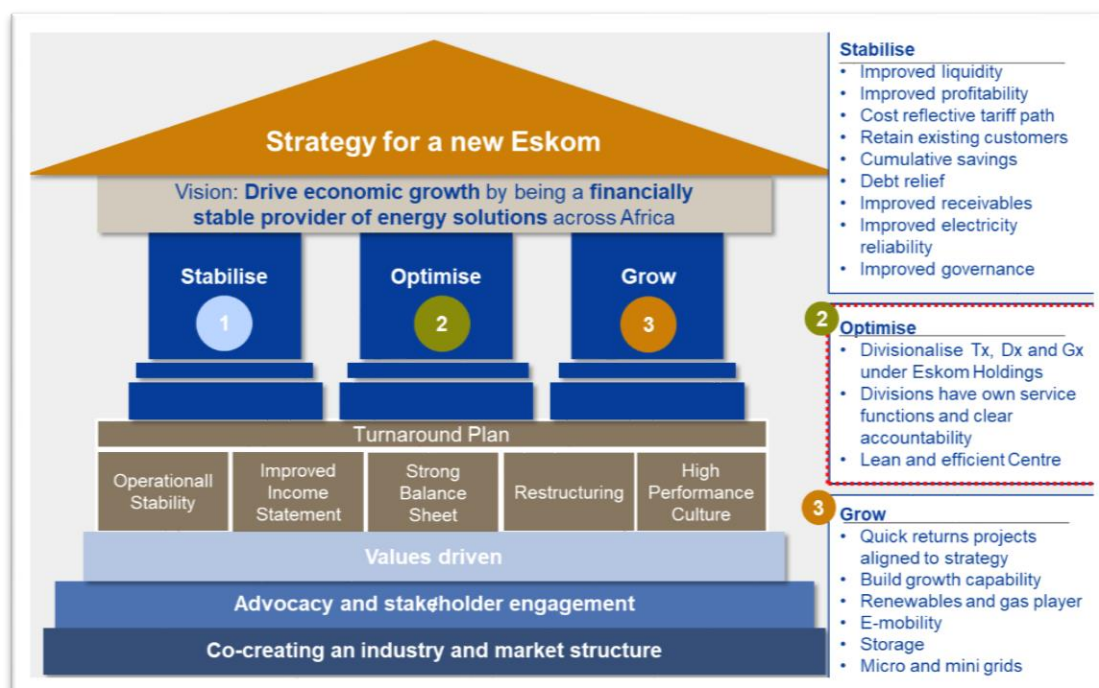 Strategy for a new Eskom
Vision: Drive economic growth by being a financially
stable provider of energy solutions across Africa
Stabilise
1
Optimise
2
Grow
3
Turnaround Plan
Operationall
Stability
Improved
Income
Statement
Strong
Balance
Sheet
Restructuring
High
Performance
Culture
Values driven
Advocacy and stakeholder engagement
Co-creating an industry and market structure
Stabilise
• Improved liquidity
• Improved profitability
• Cost reflective tariff path
• Retain existing customers
• Cumulative savings
• Debt relief
• Improved receivables
• Improved electricity
reliability
• Improved governance
2
Optimise
• Divisionalise Tx, Dx and Gx
under Eskom Holdings
• Divisions have own service
functions and clear
accountability
• Lean and efficient Centre
3
Grow
• Quick returns projects
aligned to strategy
• Build growth capability
• Renewables and gas player
• E-mobility
• Storage
• Micro and mini grids